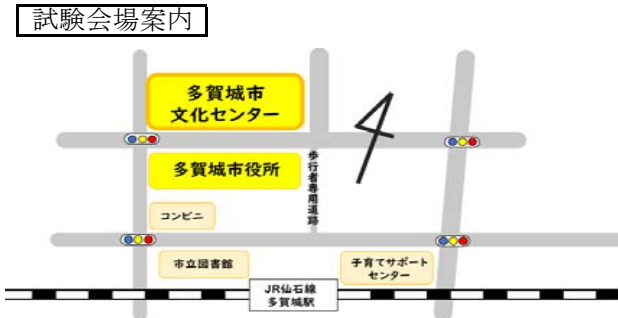 試験会場案内
多賀城市
文化センター
多賀城市役所
歩行者専用道路
コンビニ
市立図書館
子育てサポート
センター
JR仙石線
多賀城駅